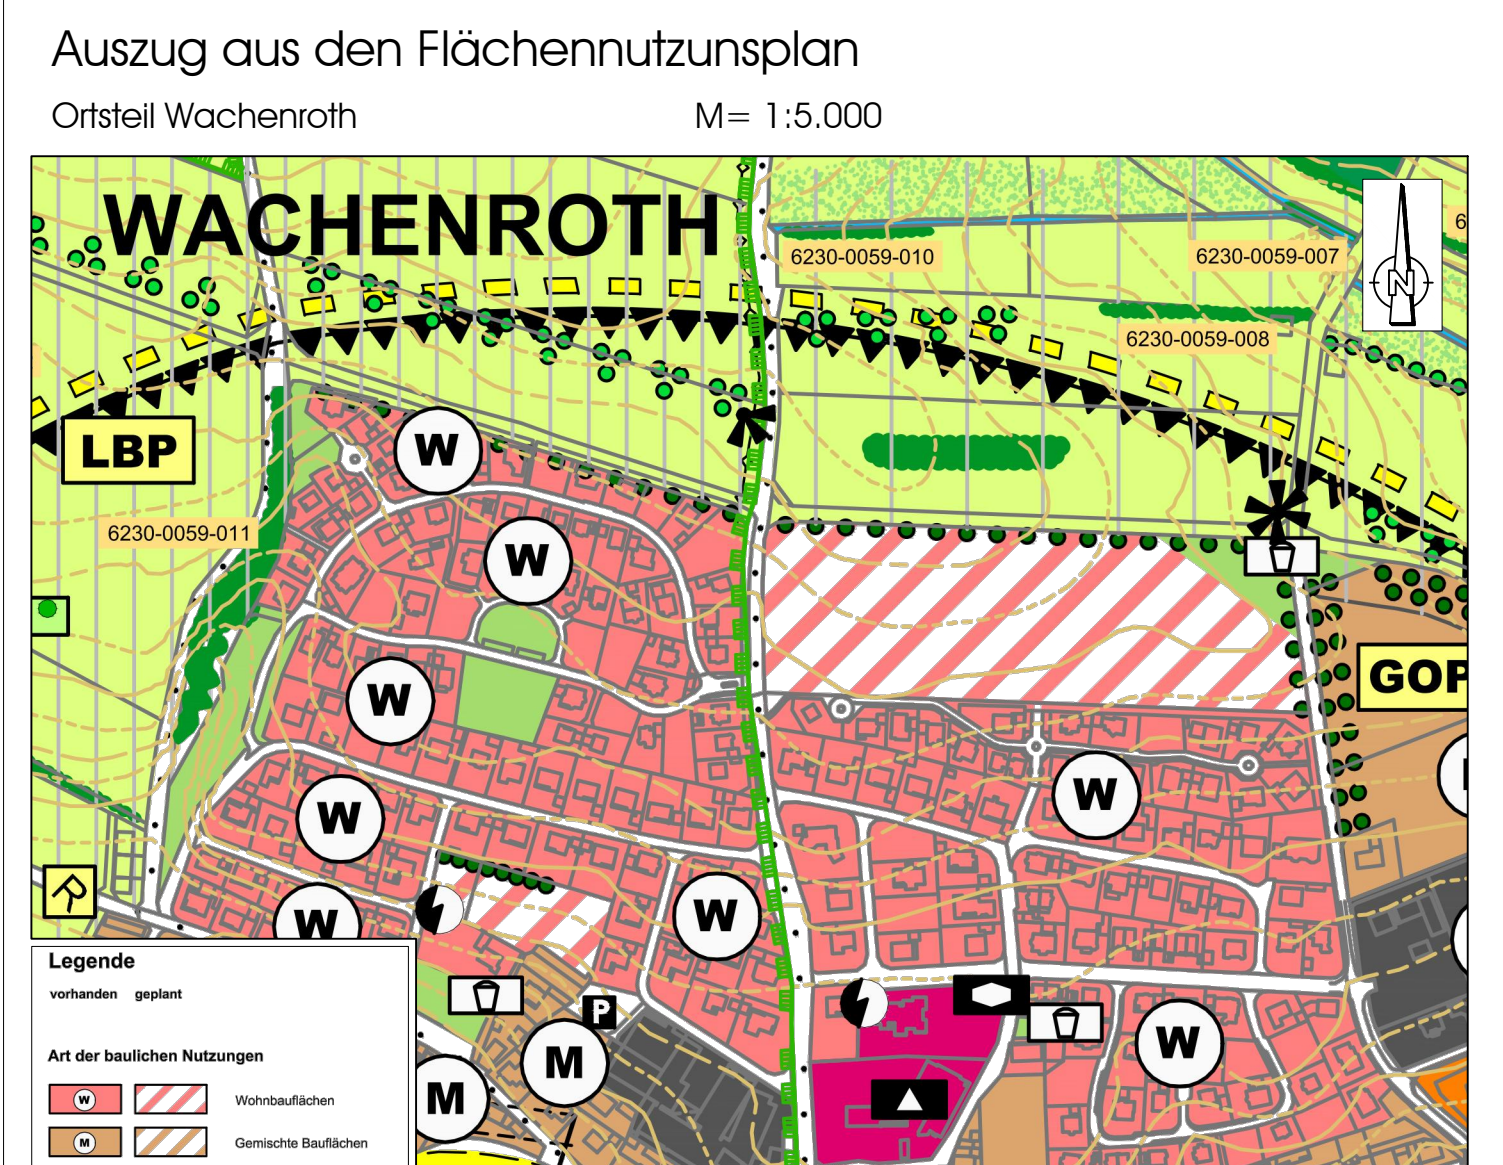 Auszug aus den Flächennutzunsplan
Ortsteil Wachenroth M= 1:5.000
WACHENROTH
6
6230-0059-010 6230-0059-007
N
6230-0059-008
LBP
W
6230-0059-011
W
GOP
W
W
W
R
W
W
P
W
M
M
Legende
vorhanden geplant
Art der baulichen Nutzungen
W Wohnbauflächen
M Gemischte Bauflächen